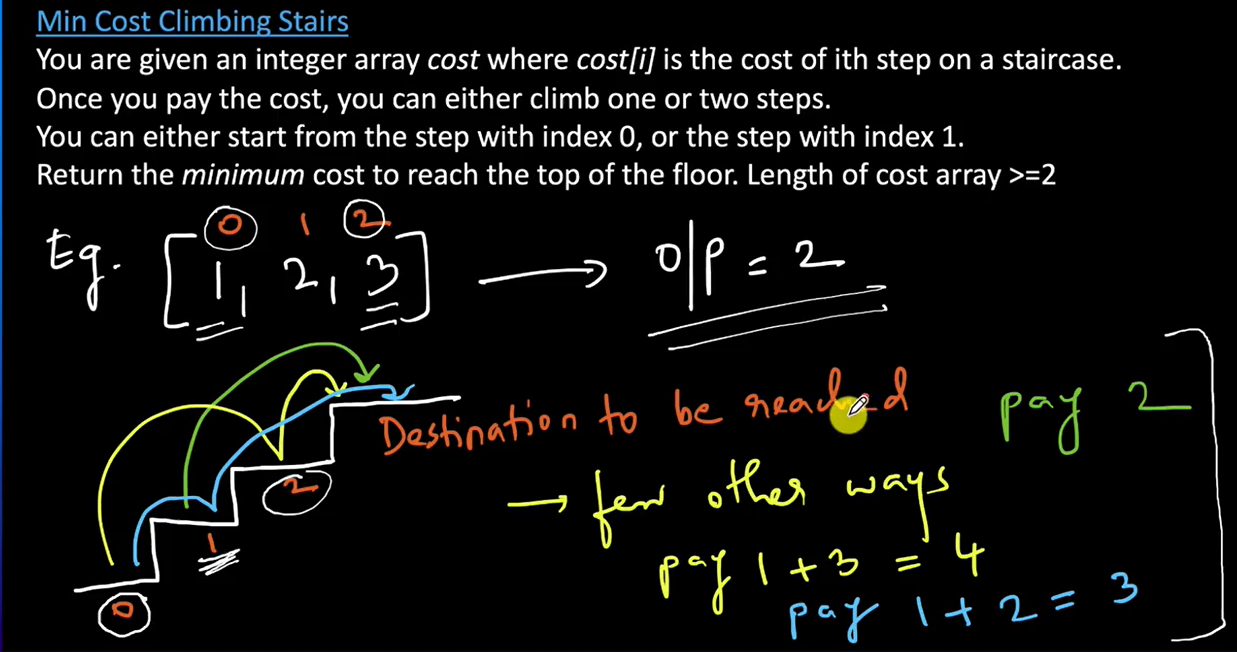 Min Cost Climbing Stairs
You are given an integer array cost where cost[i] is the cost of ith step on a staircase.
Once you pay the cost, you can either climb one or two steps.
You can either start from the step with index 0, or the step with index 1.
Return the minimum cost to reach the top of the floor. Length of cost array >=2
0 1 2
Eg. [1, 2, 3] → O/P = 2
Destination to be reached pay 2
→ few other ways
2
1
pay 1 + 3 = 4
0
pay 1 + 2 = 3